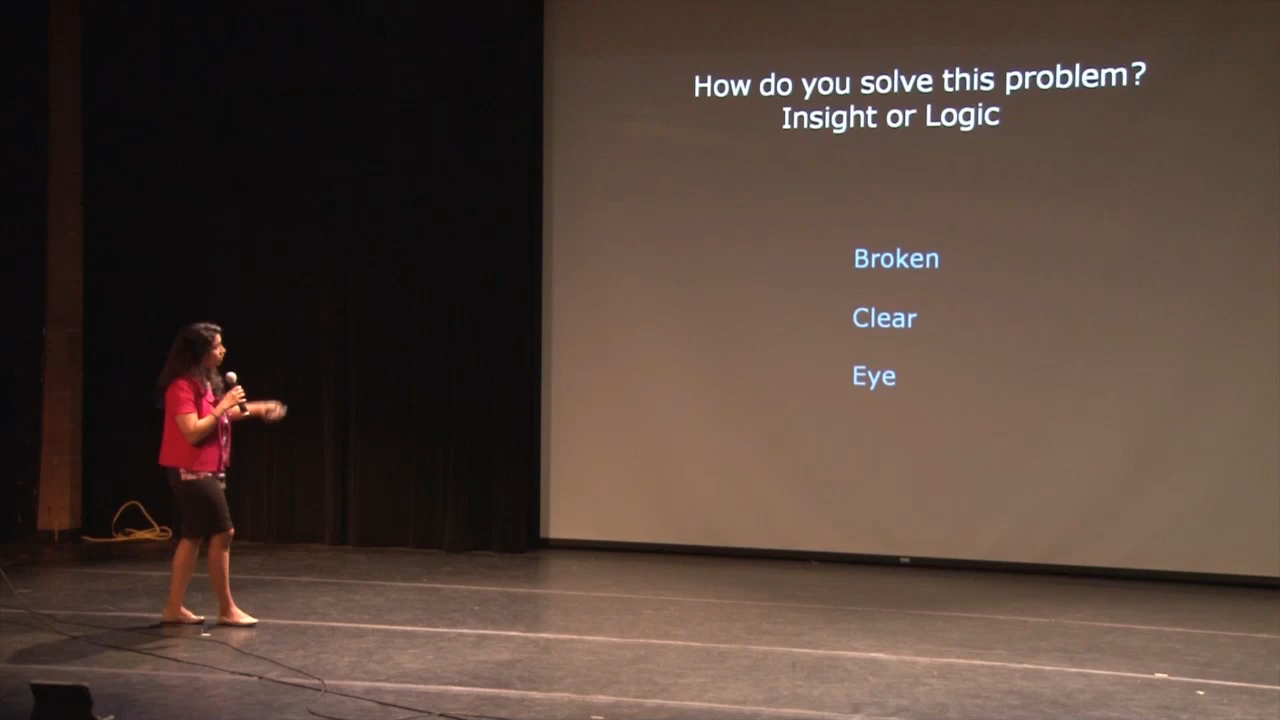 How do you solve this problem?
Insight or Logic
Broken
Clear
Eye